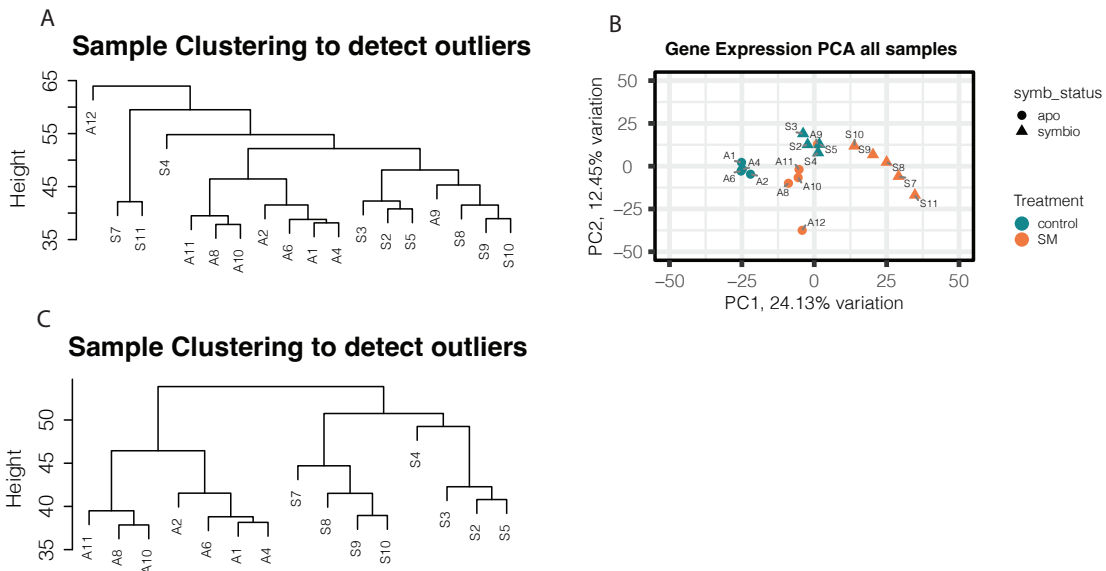 A
Sample Clustering to detect outliers
Height
65
55
45
35
A12
S7
S11
S4
A11
A8
A10
A2
A6
A1
A4
S3
S2
S5
A9
S8
S9
S10
B
Gene Expression PCA all samples
PC2, 12.45% variation
50
25
0
−25
−50
S3
A9
S2
S5
S10
S9
A1
A4
A6
A2
A11
S4
A8
A10
A12
S8
S7
S11
−50
−25
0
25
50
PC1, 24.13% variation
symb_status
apo
symbio
Treatment
control
SM
C
Sample Clustering to detect outliers
Height
50
45
40
35
A11
A8
A10
A2
A6
A1
A4
S7
S8
S9
S10
S4
S3
S2
S5